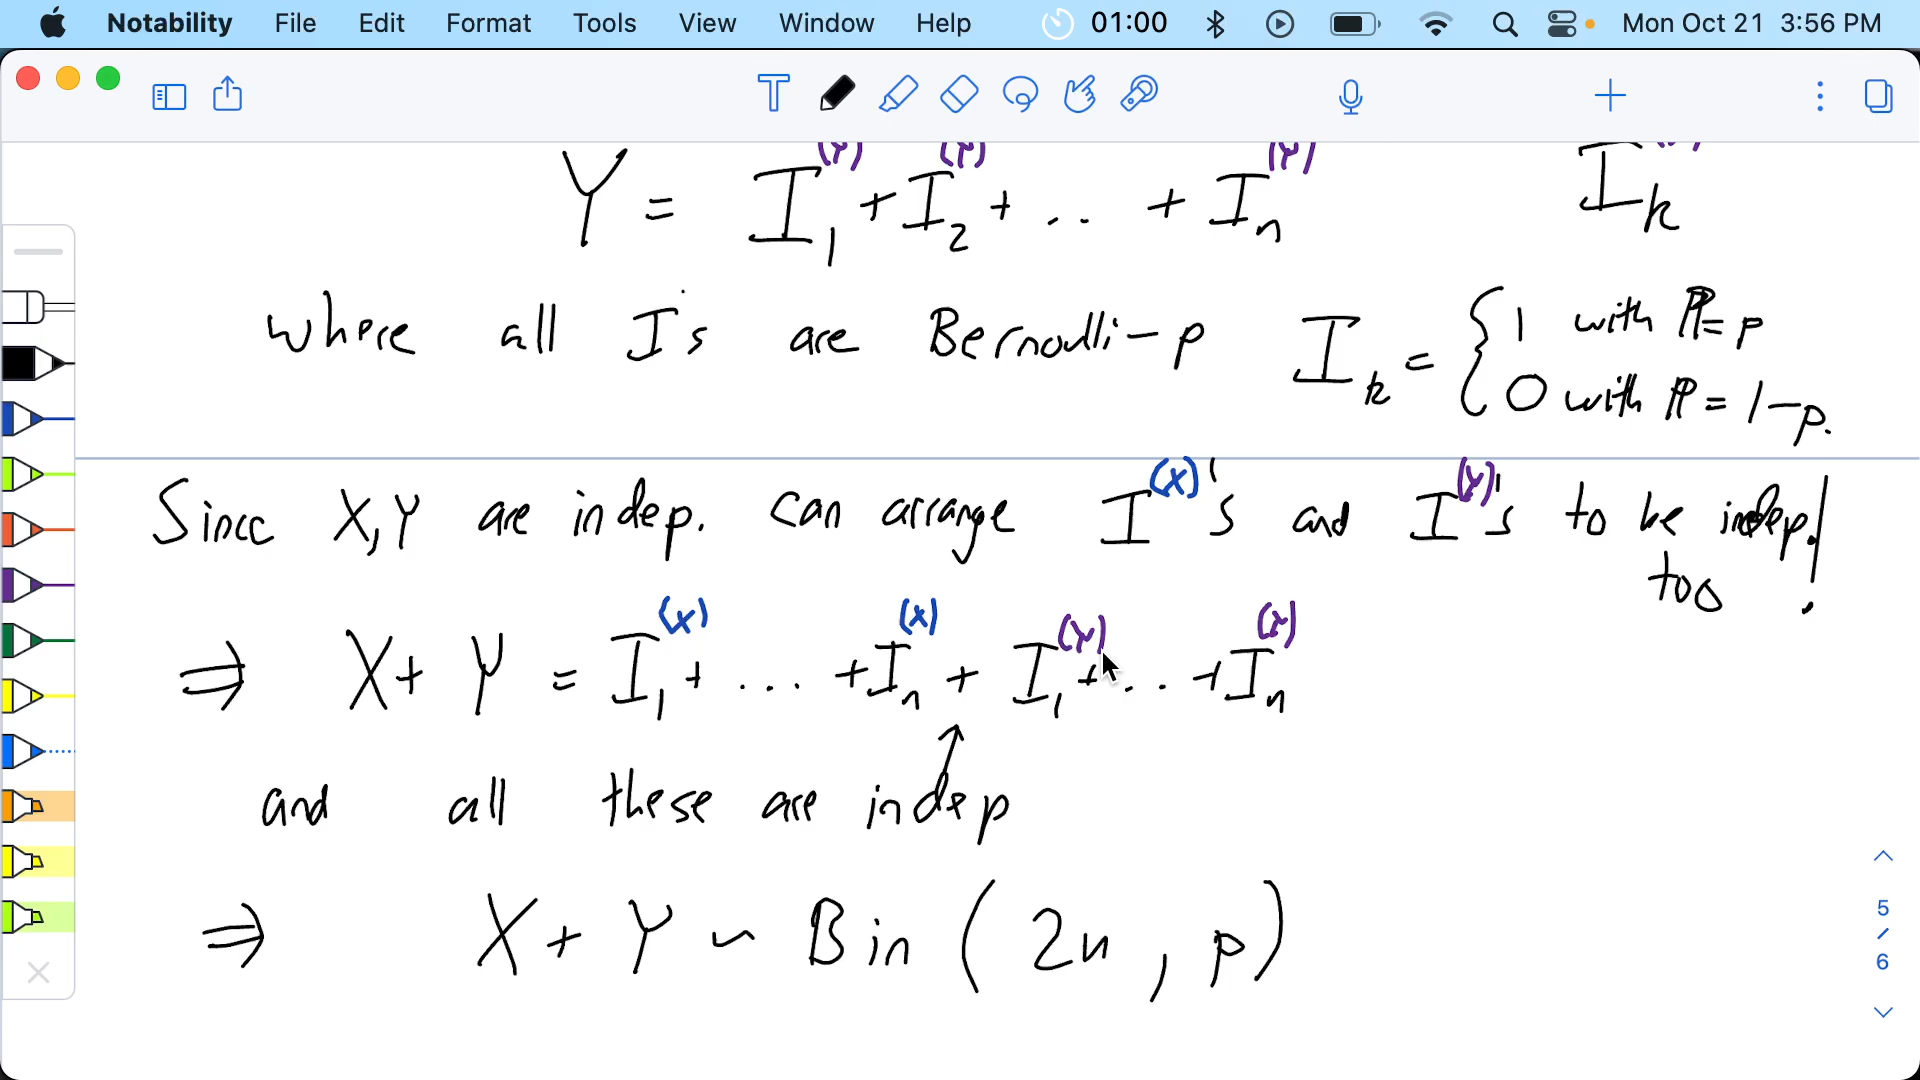 Notability File Edit Format Tools View Window Help 01:00 Mon Oct 21 3:56 PM
Y = I₁⁽ʸ⁾ + I₂⁽ʸ⁾ + .. + Iₙ⁽ʸ⁾ Iₖ
where all I's are Bernoulli-p Iₖ = { 1 with ℙ= p
0 with ℙ = 1-p.
Since X,Y are indep. can arrange I⁽ˣ⁾'s and I⁽ʸ⁾'s to be indep!
too
⇒ X+ Y = I₁⁽ˣ⁾ + ... + Iₙ⁽ˣ⁾ + I₁⁽ʸ⁾ + .. + Iₙ⁽ʸ⁾
and all these are indep
⇒ X + Y ~ Bin ( 2n , p )
5
/
6